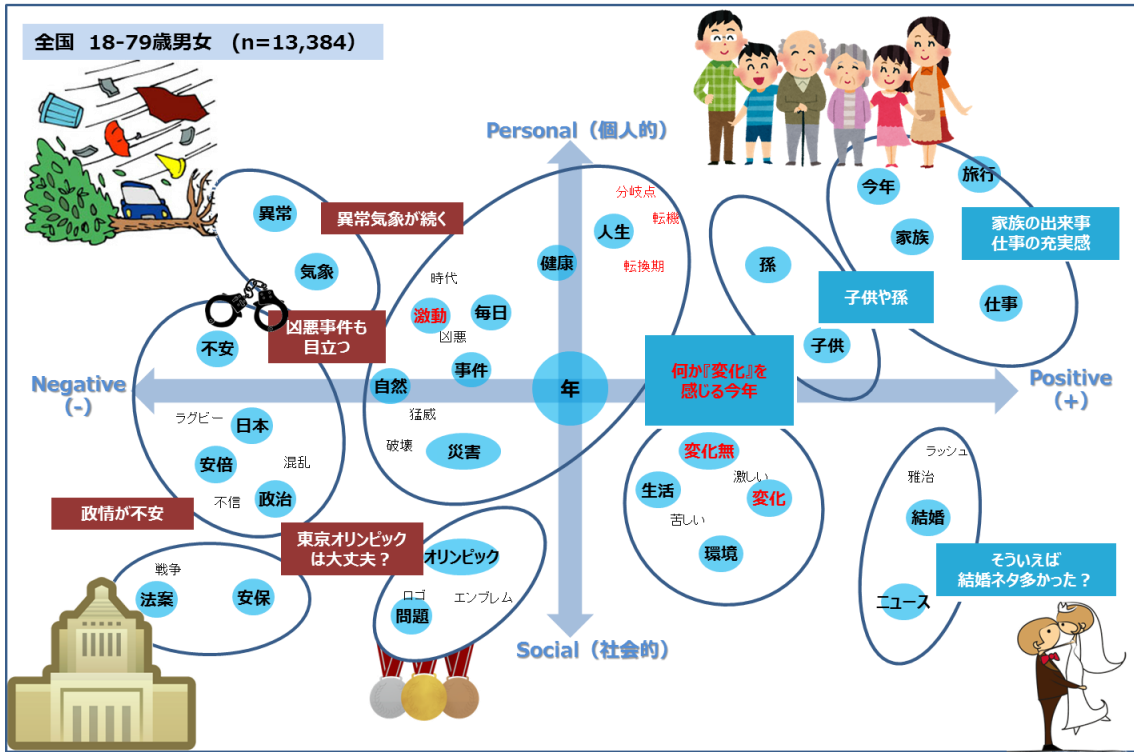 全国 18-79歳男女 (n=13,384)
Personal（個人的）
分岐点
転機
人生
転換期
健康
時代
激動
毎日
凶悪
事件
自然
年
猛威
破壊
災害
異常
気象
異常気象が続く
凶悪事件も
目立つ
不安
Negative
(-)
ラグビー
日本
安倍
混乱
不信
政治
政情が不安
戦争
法案
安保
東京オリンピック
は大丈夫？
オリンピック
ロゴ
エンブレム
問題
Social（社会的）
今年
旅行
家族
仕事
家族の出来事
仕事の充実感
孫
子供
子供や孫
何か『変化』を
感じる今年
Positive
(+)
変化無
激しい
生活
変化
苦しい
環境
ラッシュ
雅治
結婚
ニュース
そういえば
結婚ネタ多かった？